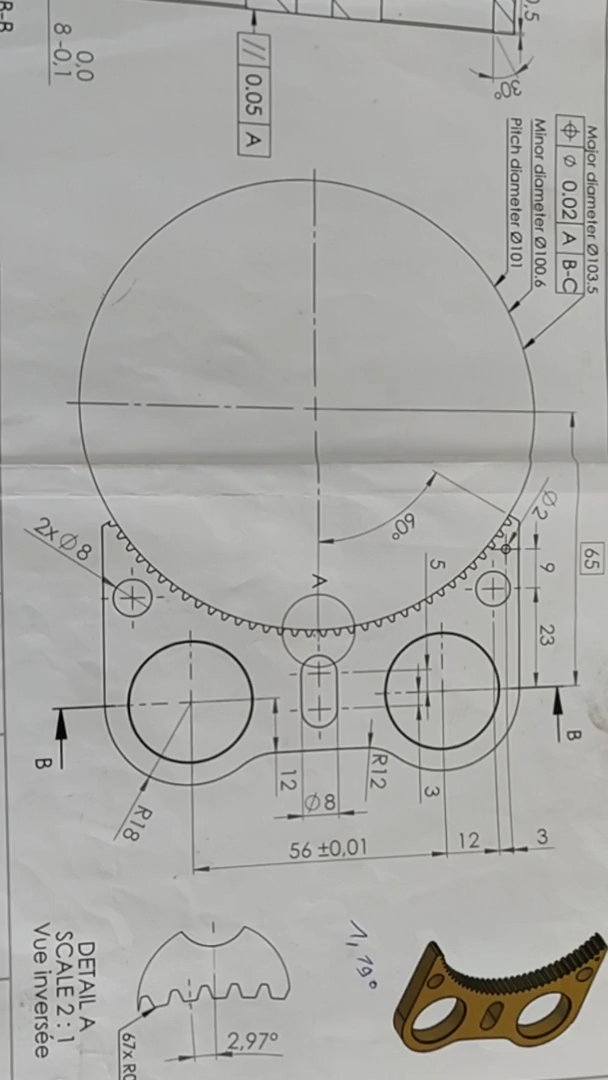 B-B
0,0
8 -0,1
// 0.05 A
0.5
30°
Major diameter Ø103.5
⌖ Ø 0.02 A B-C
Minor diameter Ø100.6
Pitch diameter Ø101
65
Ø2
9
23
60°
5
A
2x Ø8
B
B
R18
12
Ø8
R12
3
56 ±0,01
12
3
1,19°
2,97°
DETAIL A
SCALE 2 : 1
Vue inversée